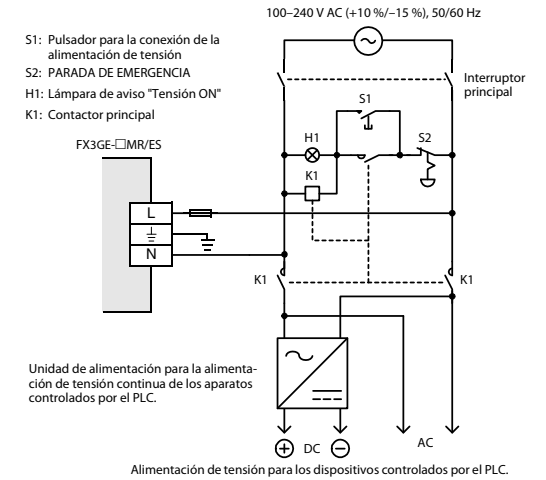 100–240 V AC (+10 %/–15 %), 50/60 Hz
S1: Pulsador para la conexión de la
alimentación de tensión
S2: PARADA DE EMERGENCIA
H1: Lámpara de aviso "Tensión ON"
K1: Contactor principal
Interruptor
principal
FX3GE-□MR/ES
S1
H1
S2
K1
L
N
K1
K1
Unidad de alimentación para la alimenta-
ción de tensión continua de los aparatos
controlados por el PLC.
DC
AC
Alimentación de tensión para los dispositivos controlados por el PLC.